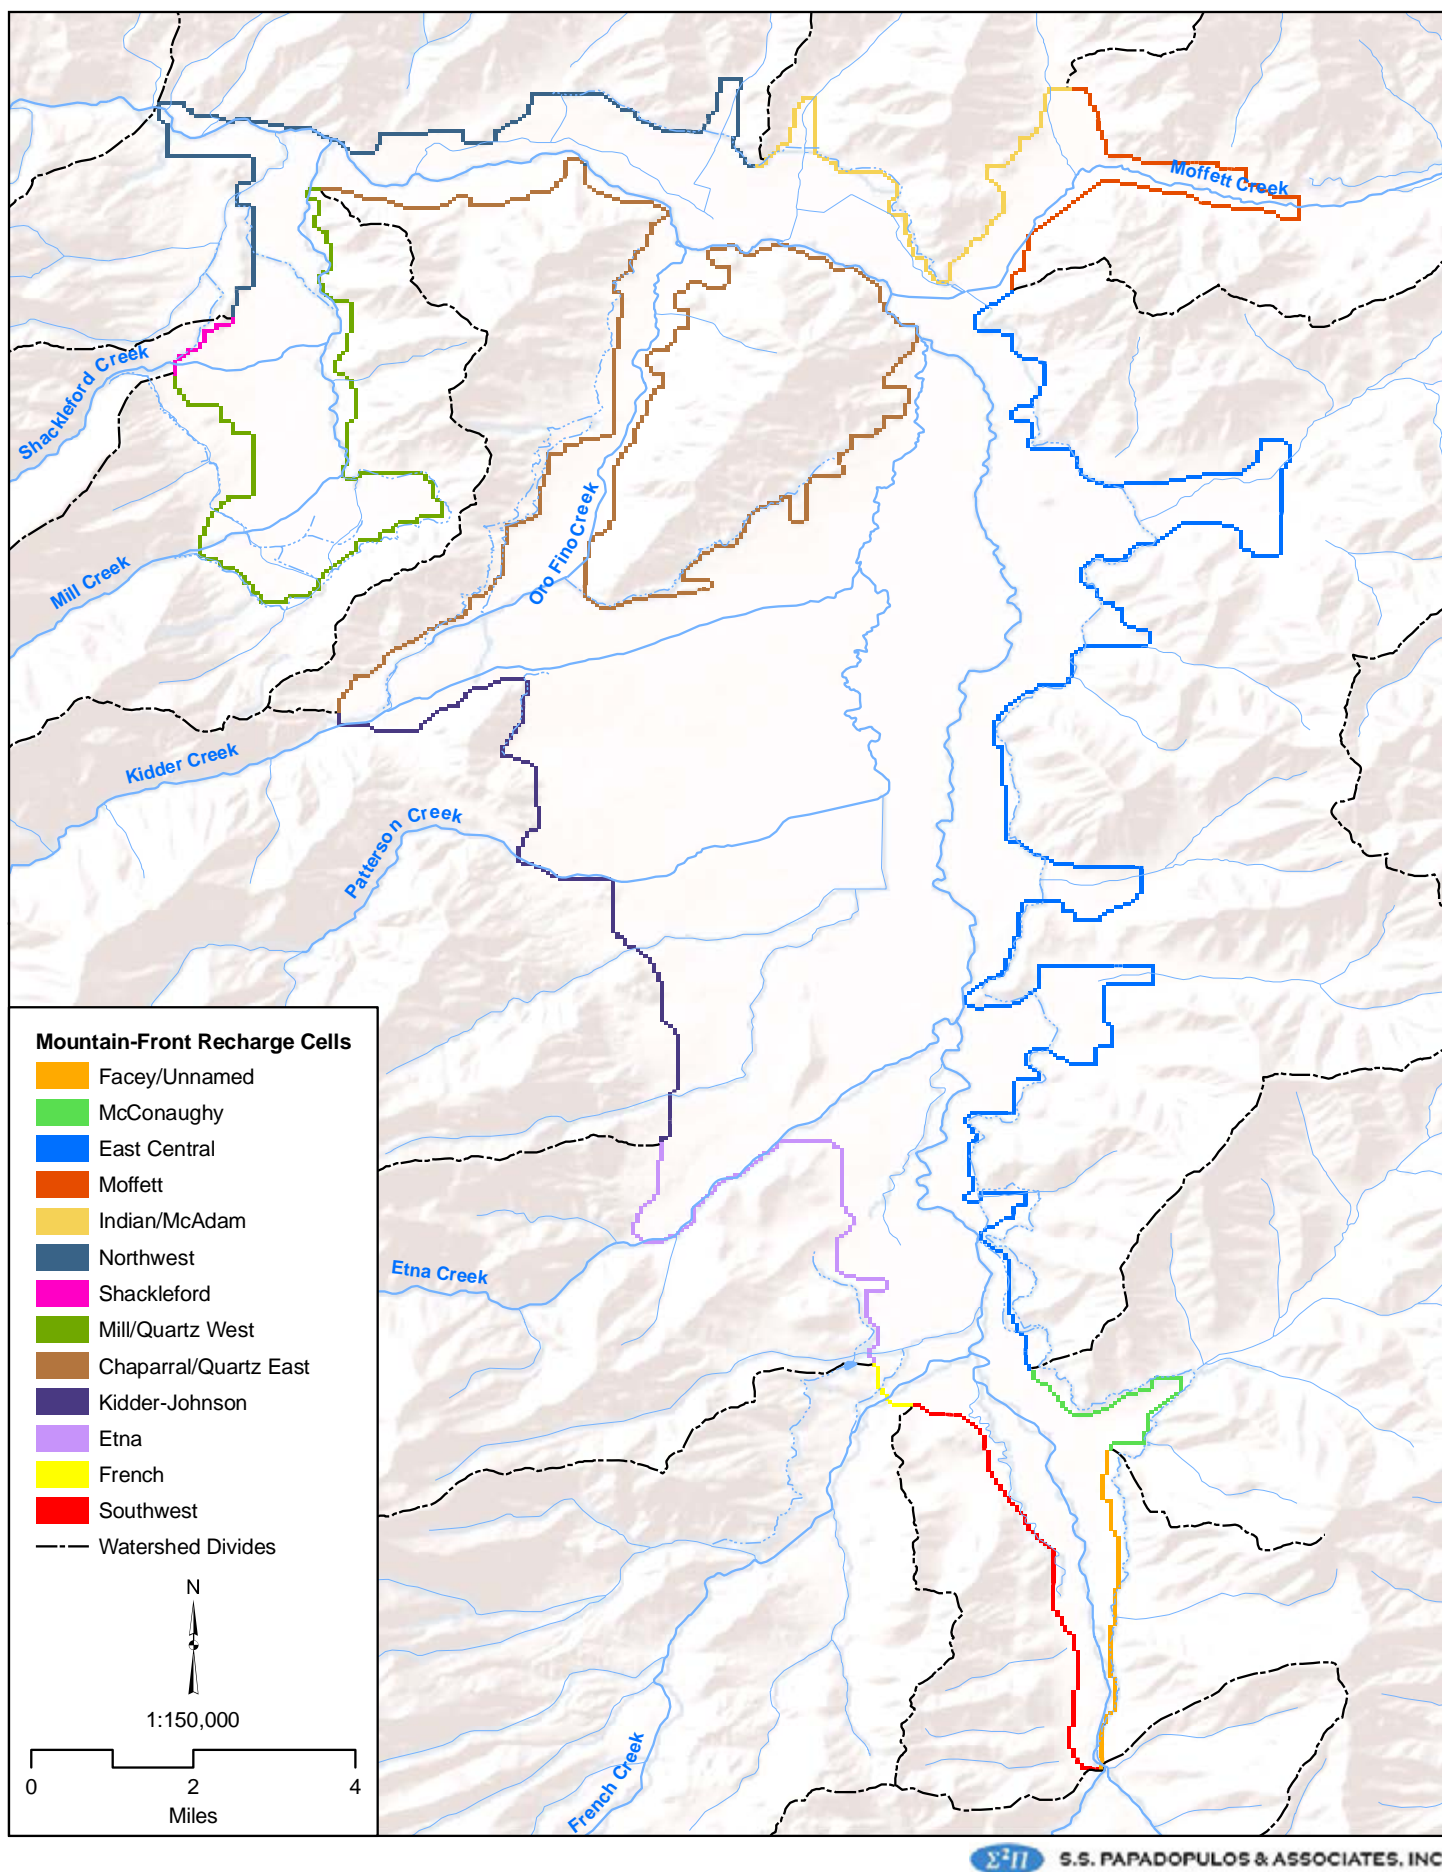 Moffett Creek
Shackleford Creek
Oro Fino Creek
Mill Creek
Kidder Creek
Patterson Creek
Etna Creek
French Creek
Mountain-Front Recharge Cells
Facey/Unnamed
McConaughy
East Central
Moffett
Indian/McAdam
Northwest
Shackleford
Mill/Quartz West
Chaparral/Quartz East
Kidder-Johnson
Etna
French
Southwest
Watershed Divides
N
1:150,000
0 2 4
Miles
Σ²Π S.S. PAPADOPULOS & ASSOCIATES, INC